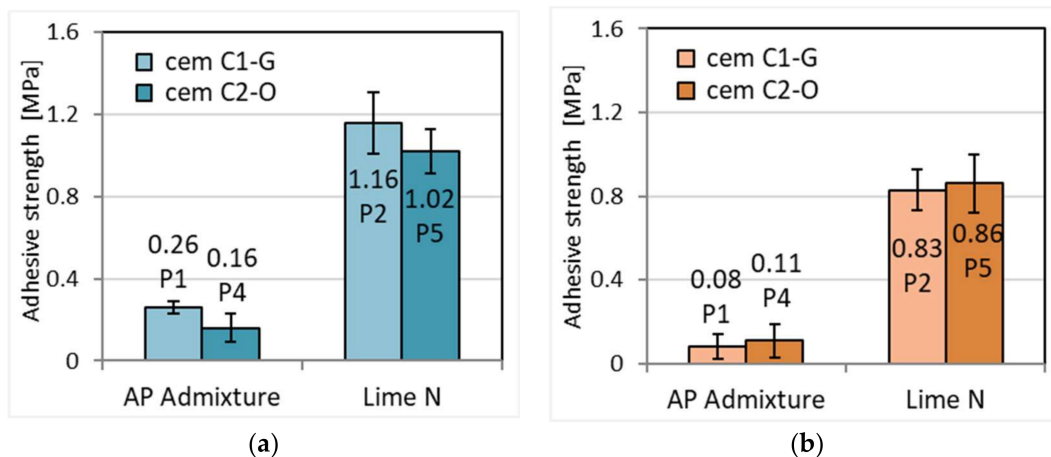 Adhesive strength [MPa]
1.6
1.2
0.8
0.4
0
cem C1-G
cem C2-O
0.26
P1
0.16
P4
1.16
P2
1.02
P5
AP Admixture
Lime N
(a)
Adhesive strength [MPa]
1.6
1.2
0.8
0.4
0
cem C1-G
cem C2-O
0.08
P1
0.11
P4
0.83
P2
0.86
P5
AP Admixture
Lime N
(b)